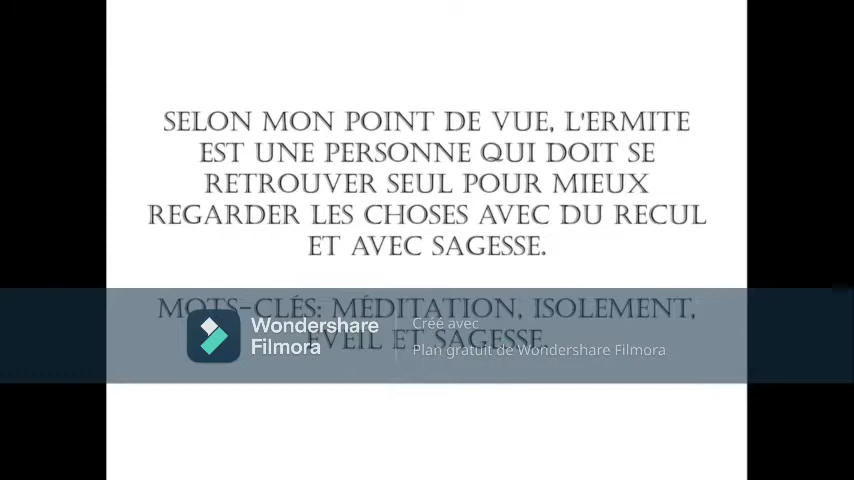 SELON MON POINT DE VUE, L'ERMITE
EST UNE PERSONNE QUI DOIT SE
RETROUVER SEUL POUR MIEUX
REGARDER LES CHOSES AVEC DU RECUL
ET AVEC SAGESSE.
MOTS-CLÉS: MÉDITATION, ISOLEMENT,
ÉVEIL ET SAGESSE.
Wondershare
Filmora
Créé avec
Plan gratuit de Wondershare Filmora